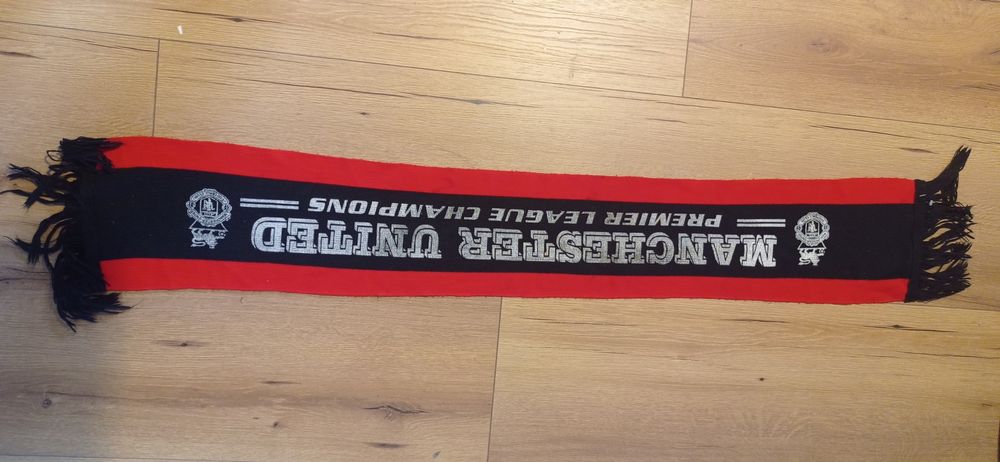 MANCHESTER UNITED
PREMIER LEAGUE CHAMPIONS